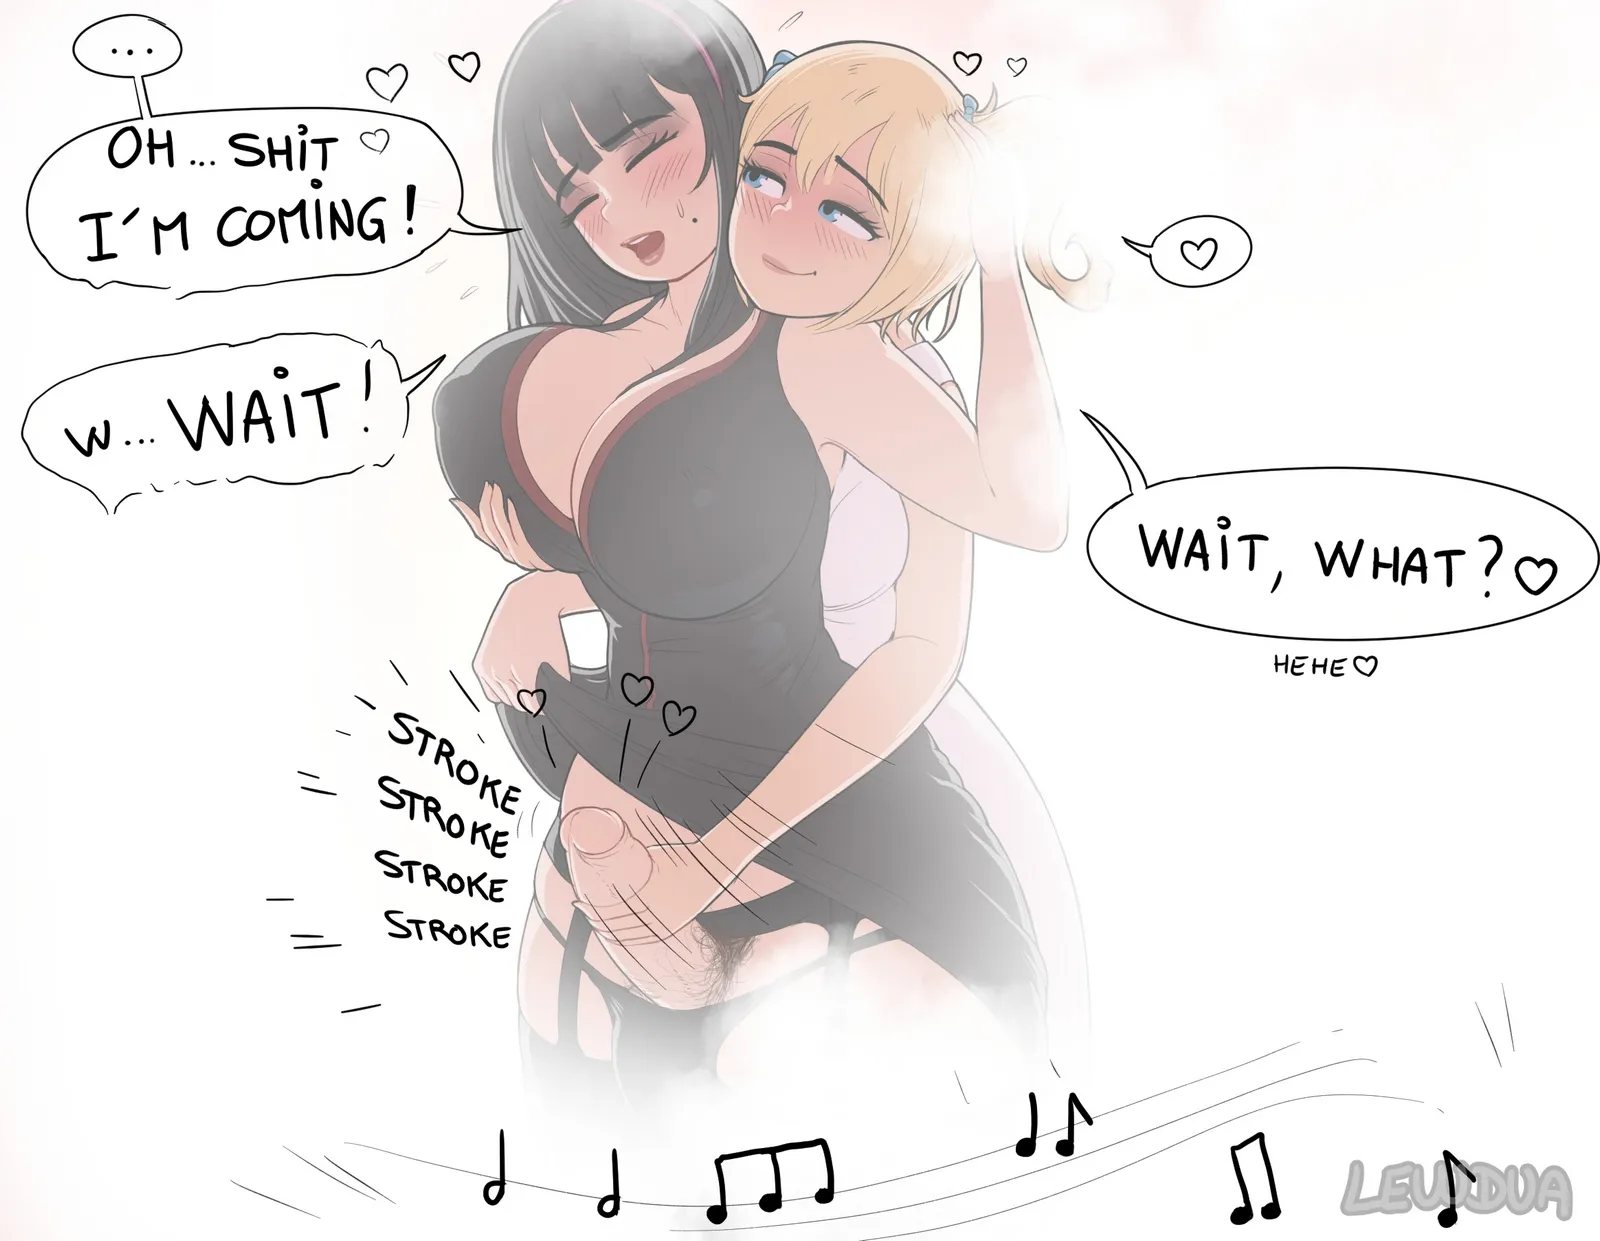 ...
OH... SHIT
I'M COMING!
W... WAIT!
WAIT, WHAT?
HEHE
STROKE
STROKE
STROKE
STROKE
LEWDUA